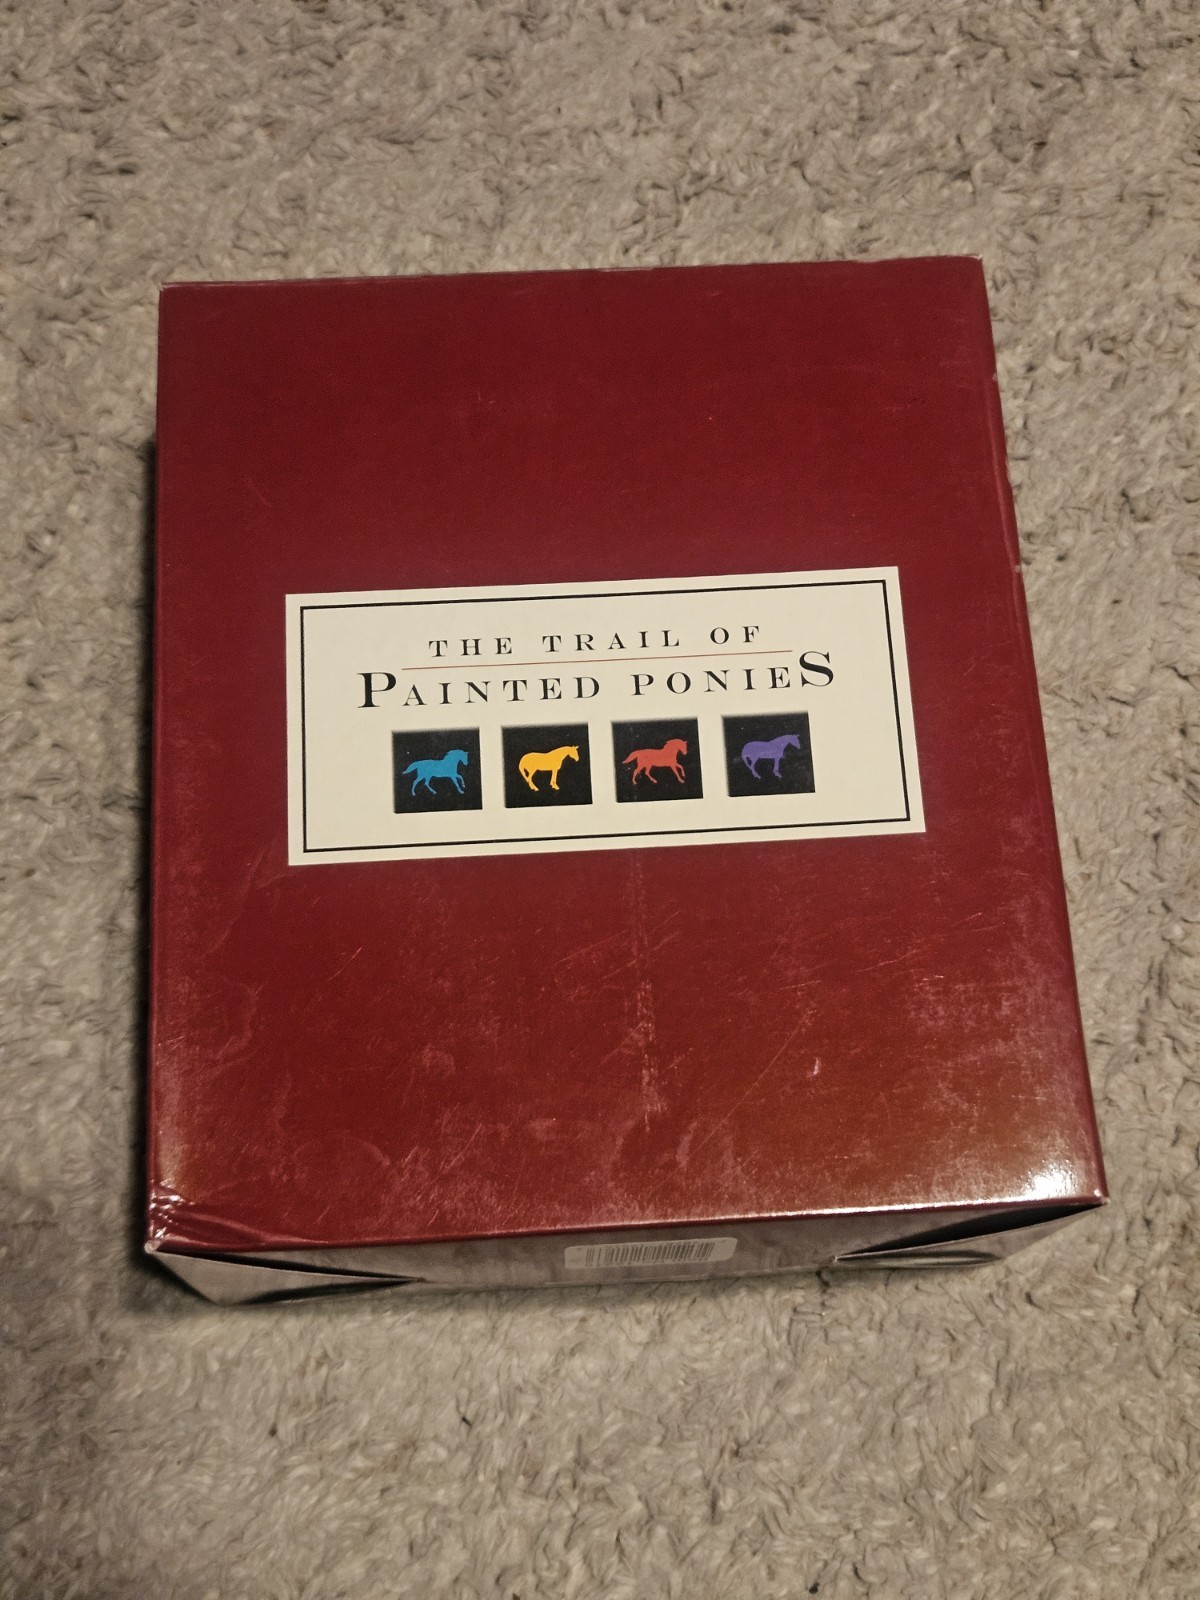 THE TRAIL OF
PAINTED PONIES